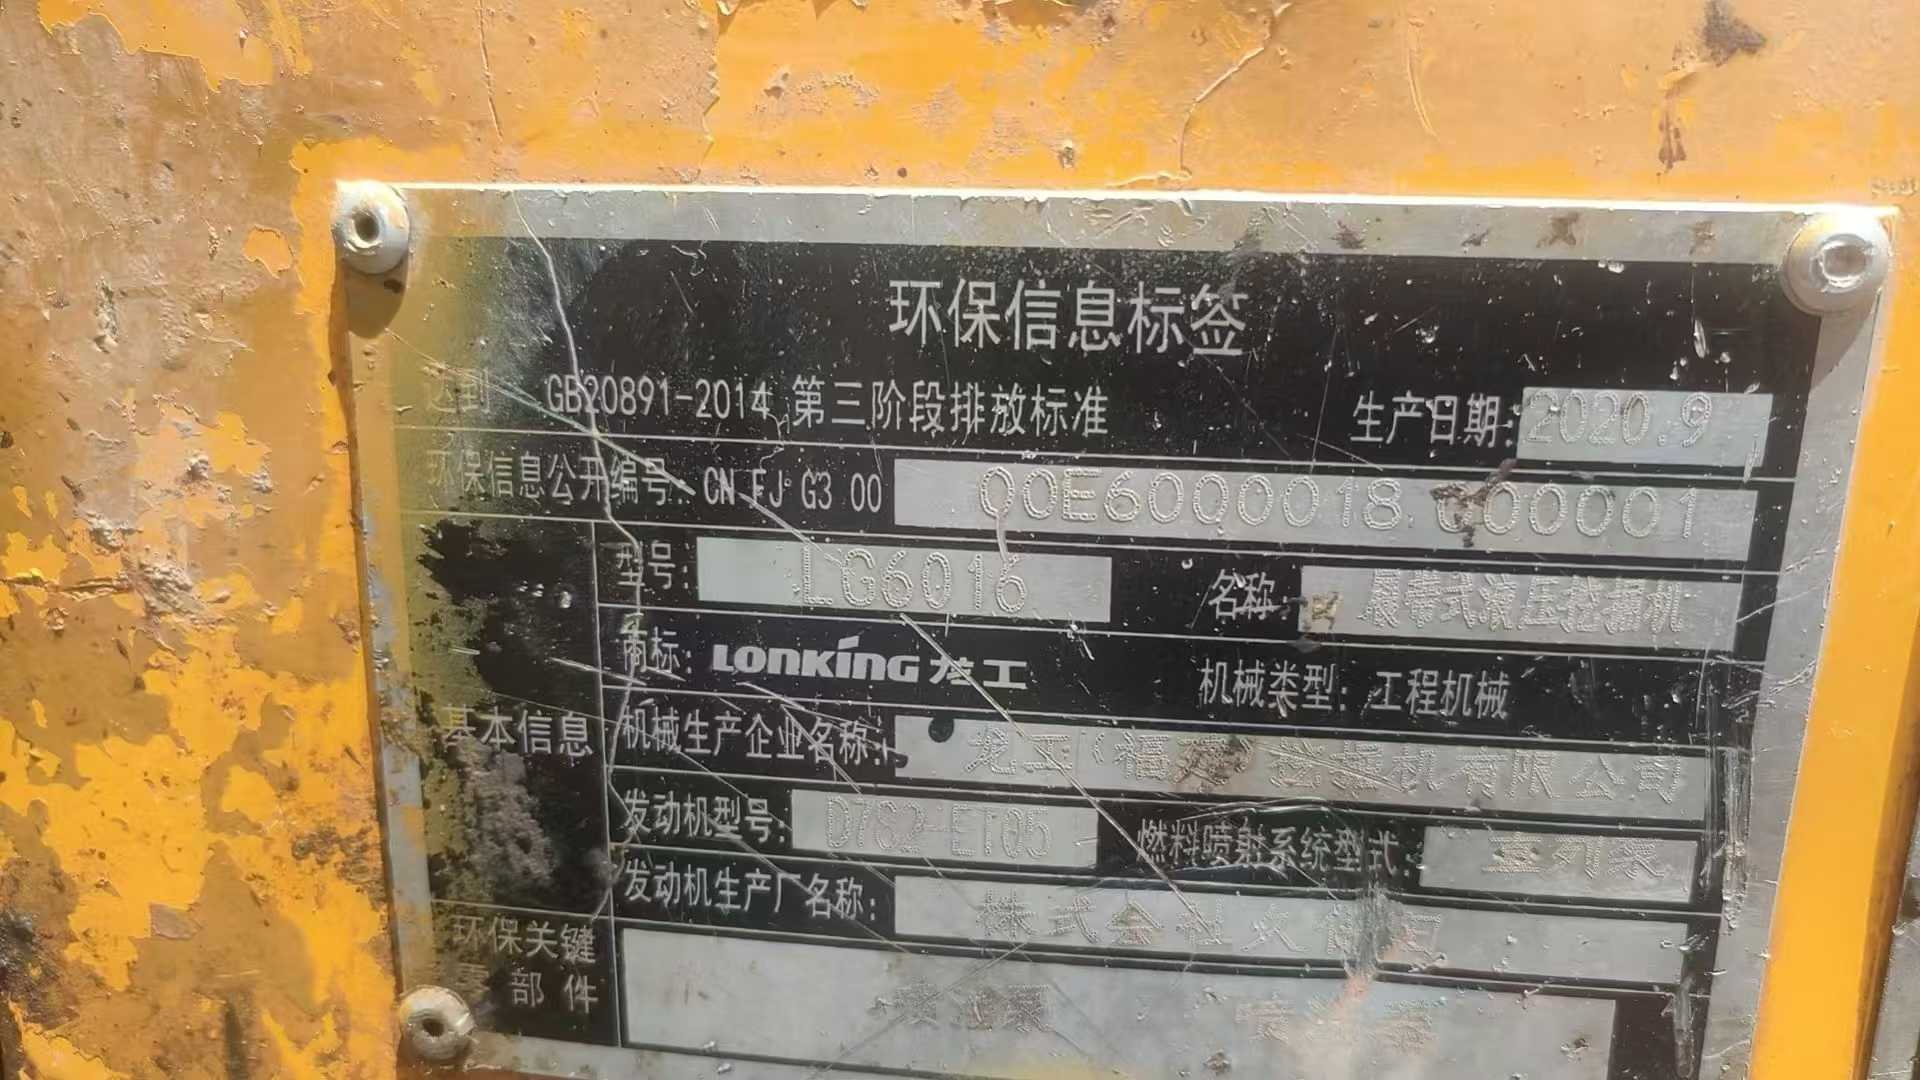 环保信息标签
达到 GB20891-2014 第三阶段排放标准 生产日期:2020.9
环保信息公开编号: CN FJ G3 00 00E6000018 000001
型号: LG6016 名称: 履带式液压挖掘机
商标: LONKING 龙工 机械类型: 工程机械
基本信息 机械生产企业名称: 龙工(福建)挖掘机有限公司
发动机型号: D782-ET05 燃料喷射系统型式: 直列泵
发动机生产厂名称: 株式会社久保田
环保关键
零部件 喷油泵